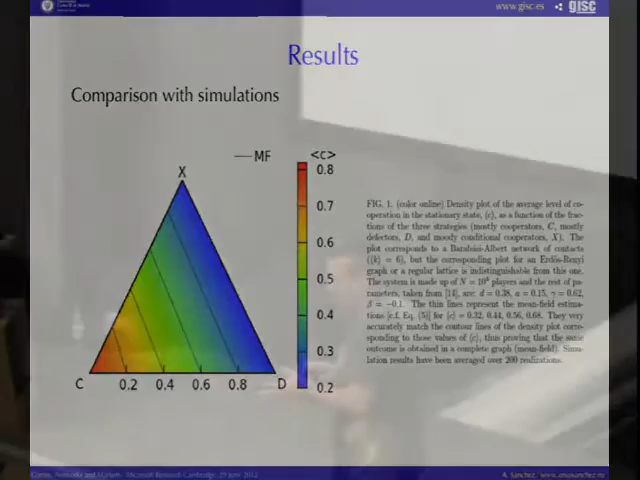 www.gisc.es
gisc
Results
Comparison with simulations
MF
<c>
X
0.8
0.7
0.6
0.5
0.4
0.3
0.2
C
0.2 0.4 0.6 0.8
D
FIG. 1. (color online) Density plot of the average level of co-
operation in the stationary state, ⟨c⟩, as a function of the frac-
tions of the three strategies (mostly cooperators, C, mostly
defectors, D, and moody conditional cooperators, X). The
plot corresponds to a Barabási-Albert network of contacts
(⟨k⟩ = 6), but the corresponding plot for an Erdös-Renyi
graph or a regular lattice is indistinguishable from this one.
The system is made up of N = 10⁴ players and the rest of pa-
rameters, taken from [14], are: d = 0.38, a = 0.15, γ = 0.62,
β = −0.1. The thin lines represent the mean-field estima-
tions [c.f. Eq. (5)] for ⟨c⟩ = 0.32, 0.44, 0.56, 0.68. They very
accurately match the contour lines of the density plot corre-
sponding to those values of ⟨c⟩, thus proving that the same
outcome is obtained in a complete graph (mean-field). Simu-
lation results have been averaged over 200 realizations.
Games, Networks and Markets - Microsoft Research Cambridge, 29 June 2012
A. Sánchez